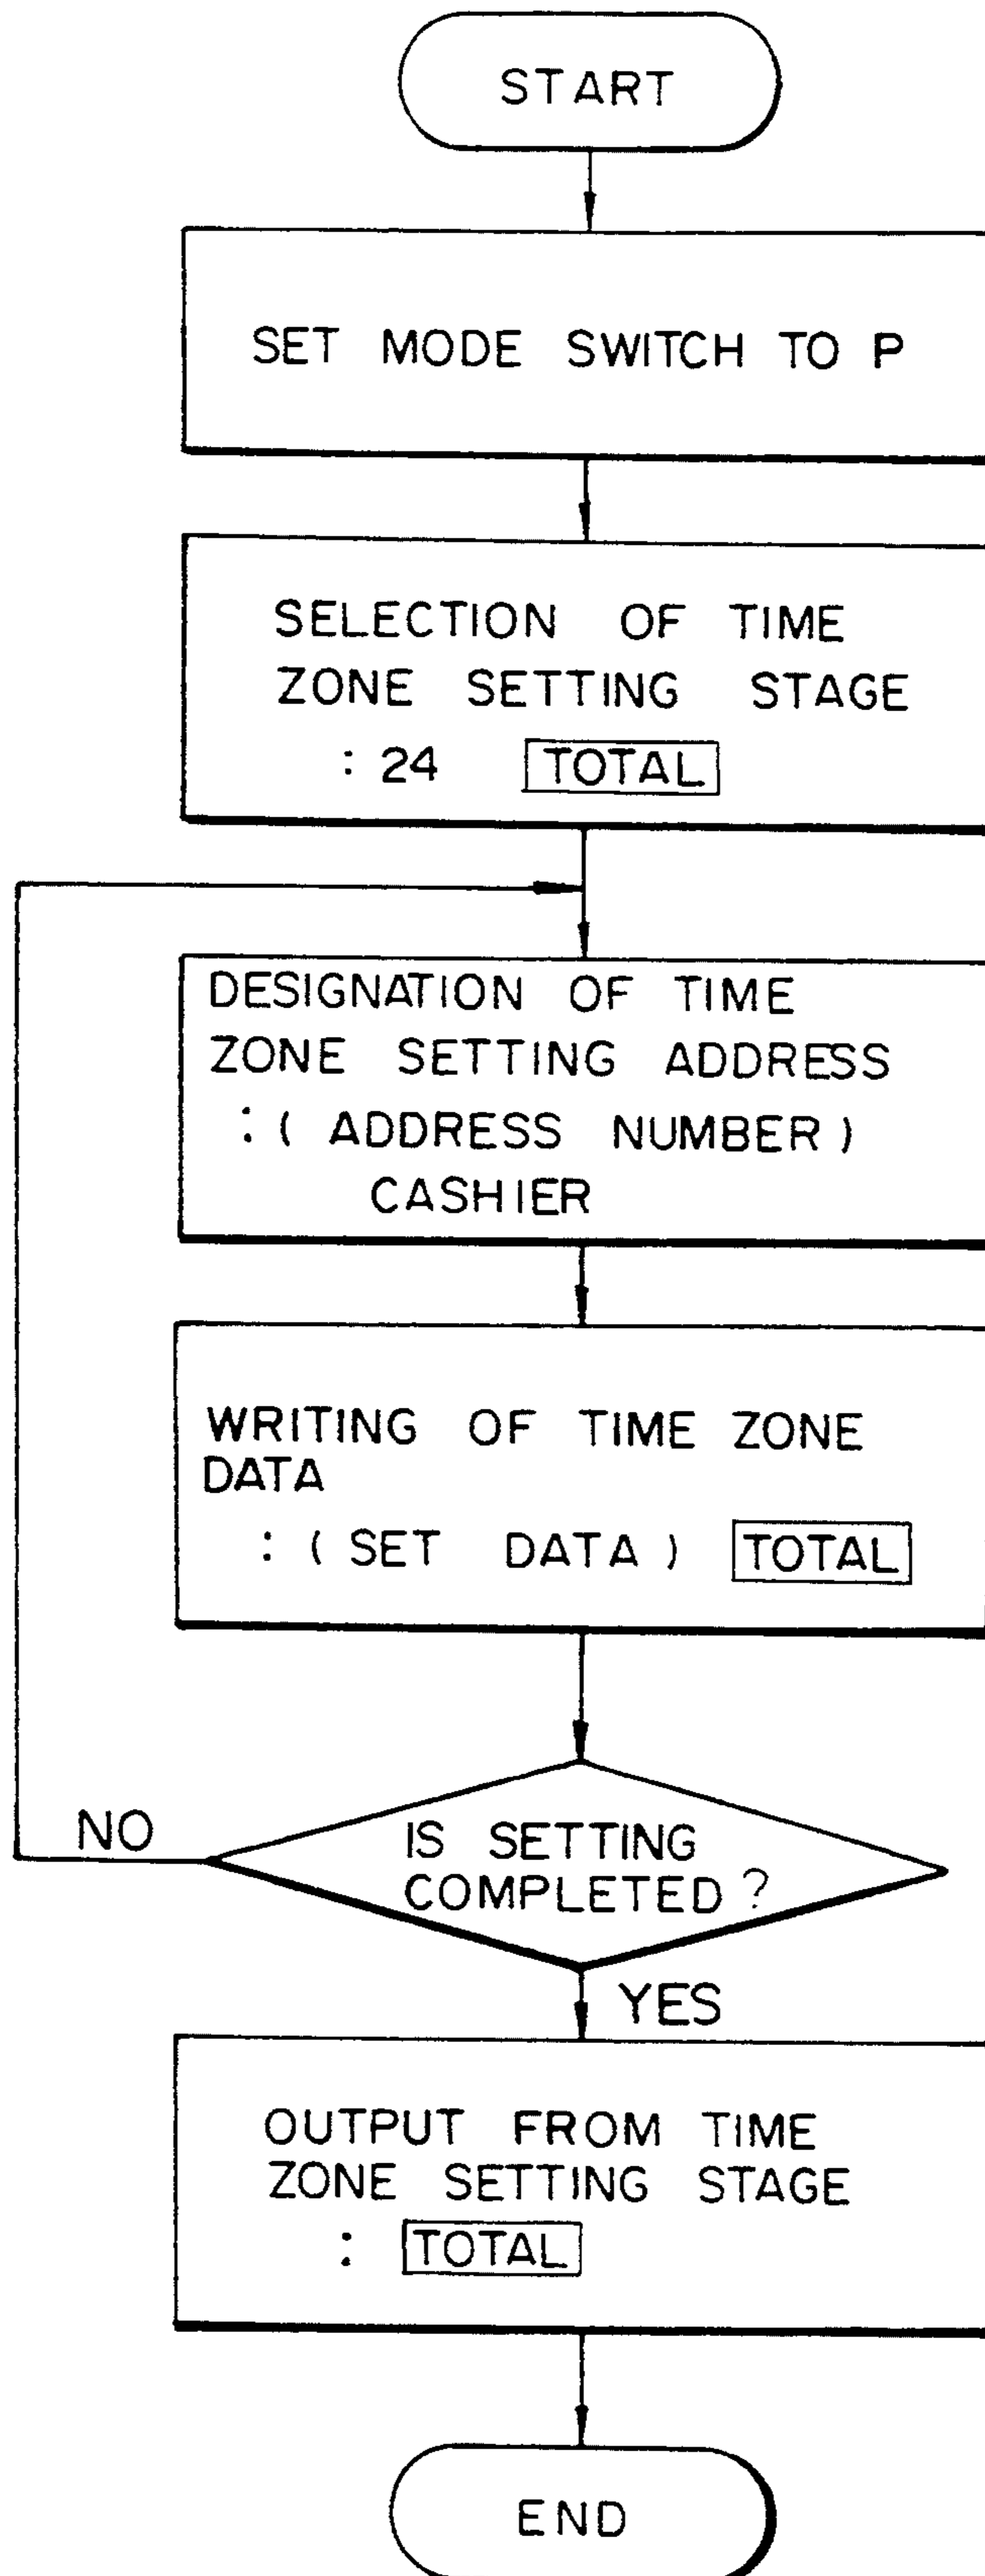 START
SET MODE SWITCH TO P
SELECTION OF TIME
ZONE SETTING STAGE
: 24 TOTAL
DESIGNATION OF TIME
ZONE SETTING ADDRESS
: ( ADDRESS NUMBER )
CASHIER
WRITING OF TIME ZONE
DATA
: ( SET DATA ) TOTAL
NO
IS SETTING
COMPLETED ?
YES
OUTPUT FROM TIME
ZONE SETTING STAGE
: TOTAL
END